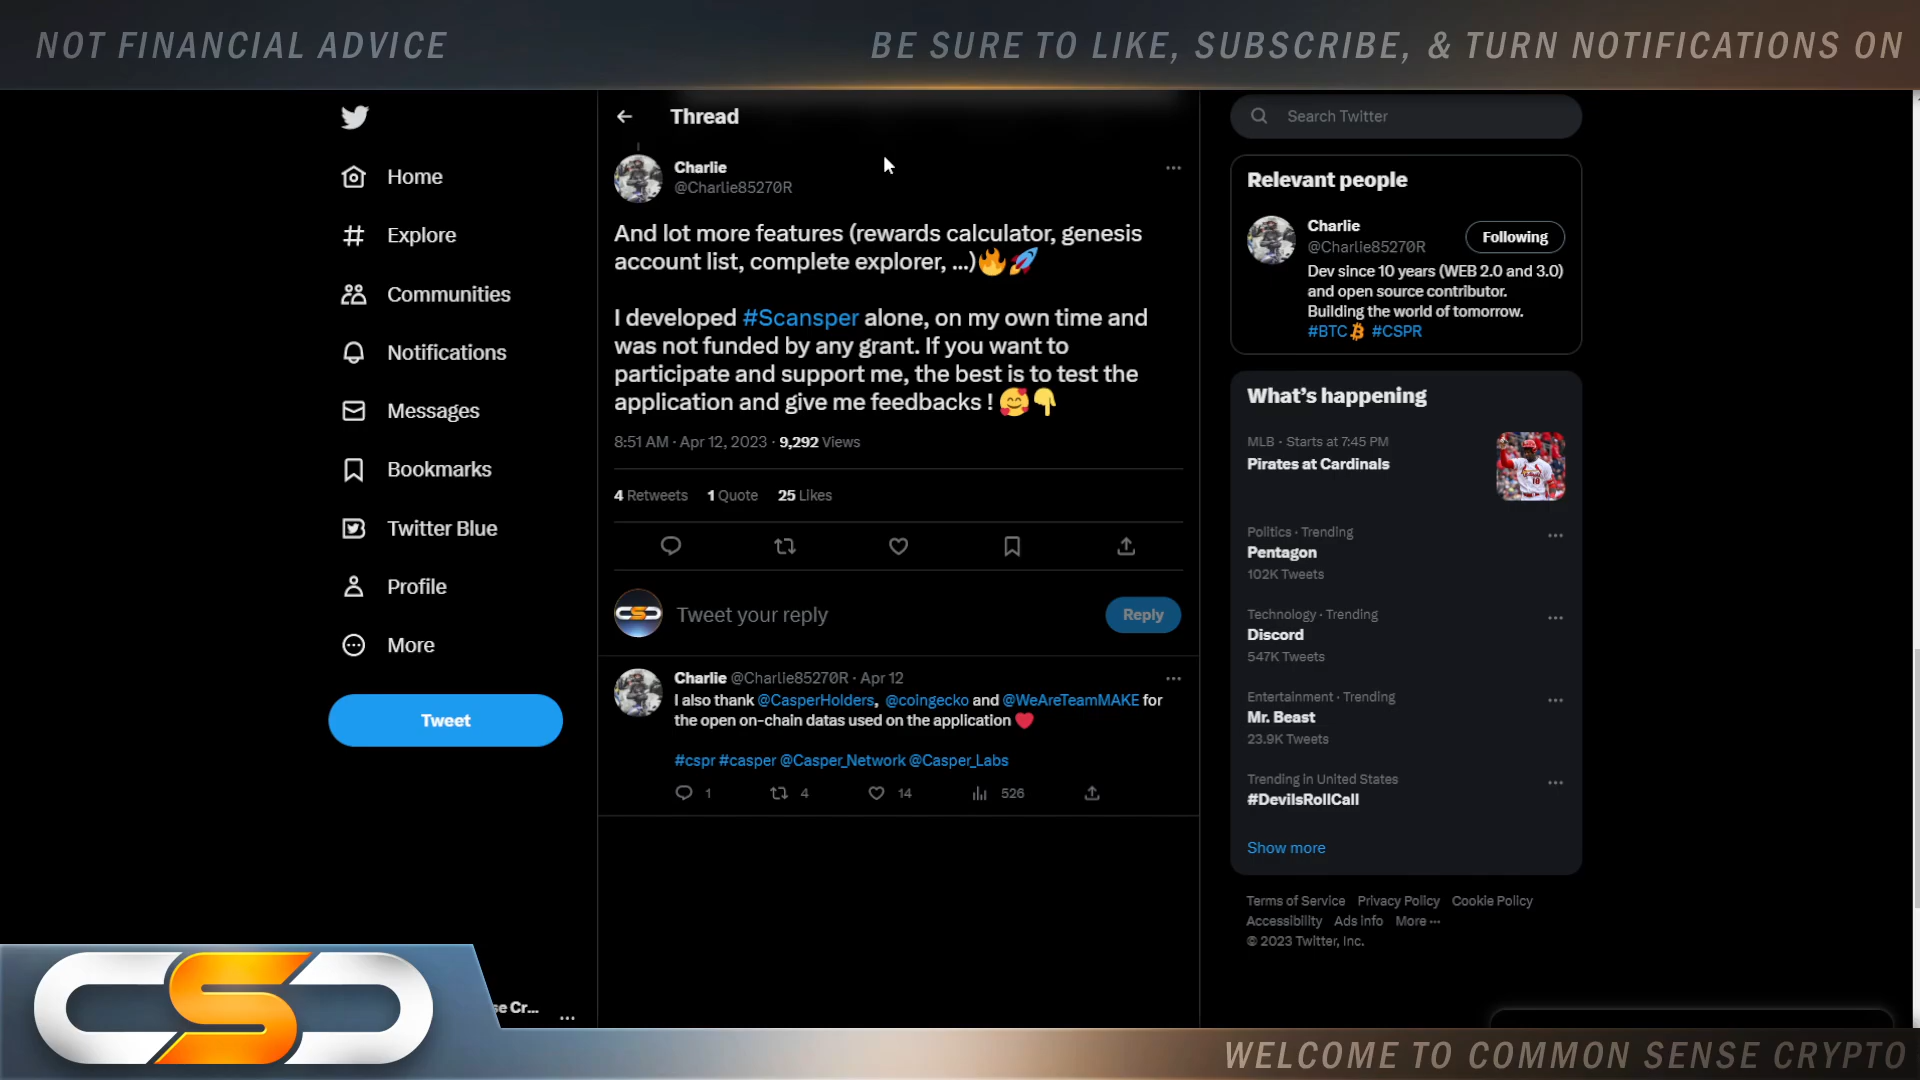 NOT FINANCIAL ADVICE
BE SURE TO LIKE, SUBSCRIBE, & TURN NOTIFICATIONS ON
Home
Explore
Communities
Notifications
Messages
Bookmarks
Twitter Blue
Profile
More
Tweet
se Cr...
Thread
Charlie
@Charlie85270R
And lot more features (rewards calculator, genesis
account list, complete explorer, ...)🔥🚀
I developed #Scansper alone, on my own time and
was not funded by any grant. If you want to
participate and support me, the best is to test the
application and give me feedbacks ! 🥰👇
8:51 AM · Apr 12, 2023 · 9,292 Views
4 Retweets 1 Quote 25 Likes
Tweet your reply
Reply
Charlie @Charlie85270R · Apr 12
I also thank @CasperHolders, @coingecko and @WeAreTeamMAKE for
the open on-chain datas used on the application ❤️
#cspr #casper @Casper_Network @Casper_Labs
1 4 14 526
Search Twitter
Relevant people
Charlie
@Charlie85270R
Following
Dev since 10 years (WEB 2.0 and 3.0)
and open source contributor.
Building the world of tomorrow.
#BTC #CSPR
What's happening
MLB · Starts at 7:45 PM
Pirates at Cardinals
Politics · Trending
Pentagon
102K Tweets
Technology · Trending
Discord
547K Tweets
Entertainment · Trending
Mr. Beast
23.9K Tweets
Trending in United States
#DevilsRollCall
Show more
Terms of Service Privacy Policy Cookie Policy
Accessibility Ads info More ...
© 2023 Twitter, Inc.
CSC
WELCOME TO COMMON SENSE CRYPTO